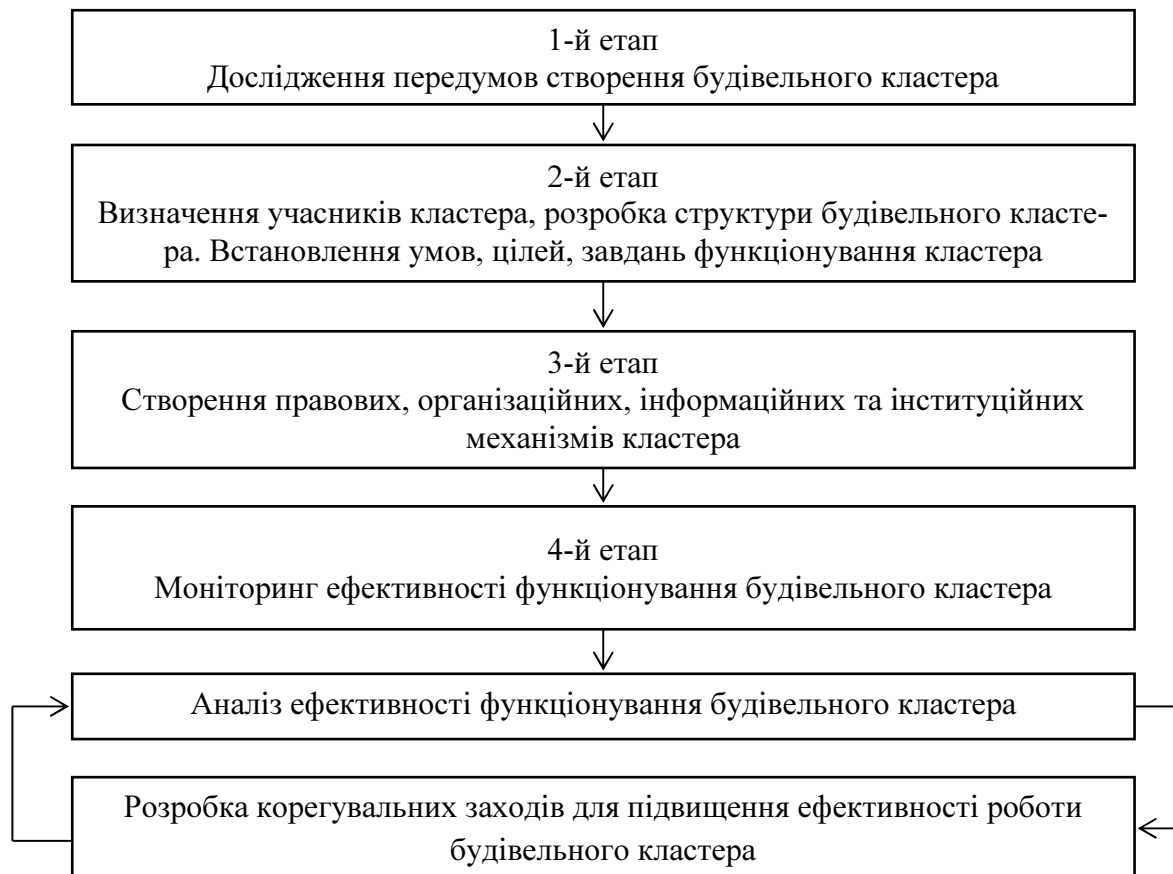 1-й етап
Дослідження передумов створення будівельного кластера
2-й етап
Визначення учасників кластера, розробка структури будівельного класте-
ра. Встановлення умов, цілей, завдань функціонування кластера
3-й етап
Створення правових, організаційних, інформаційних та інституційних
механізмів кластера
4-й етап
Моніторинг ефективності функціонування будівельного кластера
Аналіз ефективності функціонування будівельного кластера
Розробка корегувальних заходів для підвищення ефективності роботи
будівельного кластера